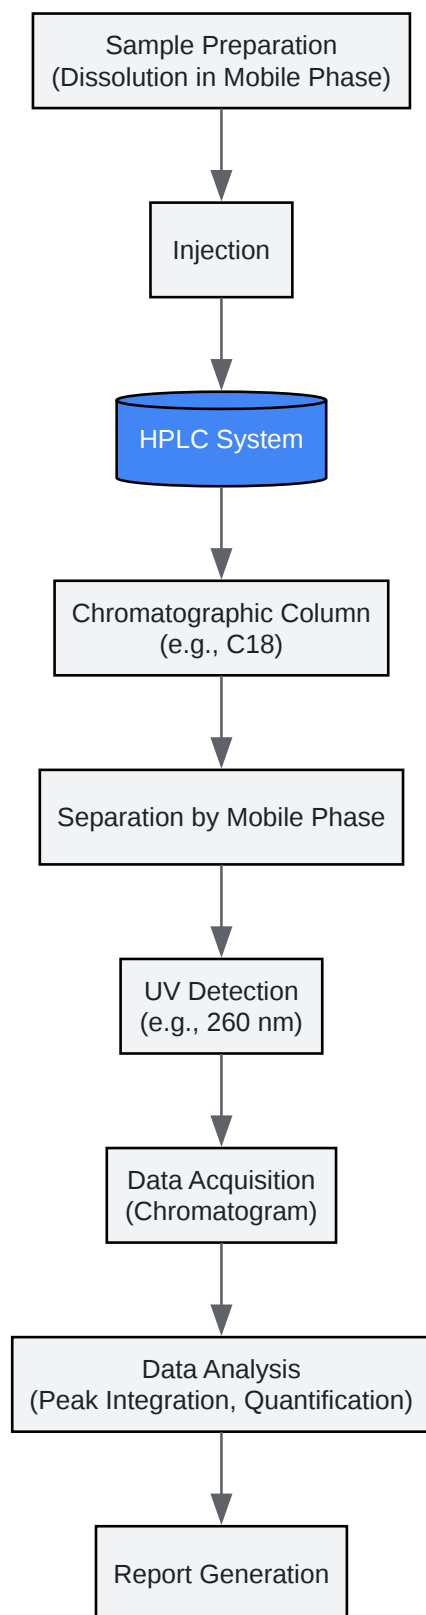 Sample Preparation
(Dissolution in Mobile Phase)
Injection
HPLC System
Chromatographic Column
(e.g., C18)
Separation by Mobile Phase
UV Detection
(e.g., 260 nm)
Data Acquisition
(Chromatogram)
Data Analysis
(Peak Integration, Quantification)
Report Generation